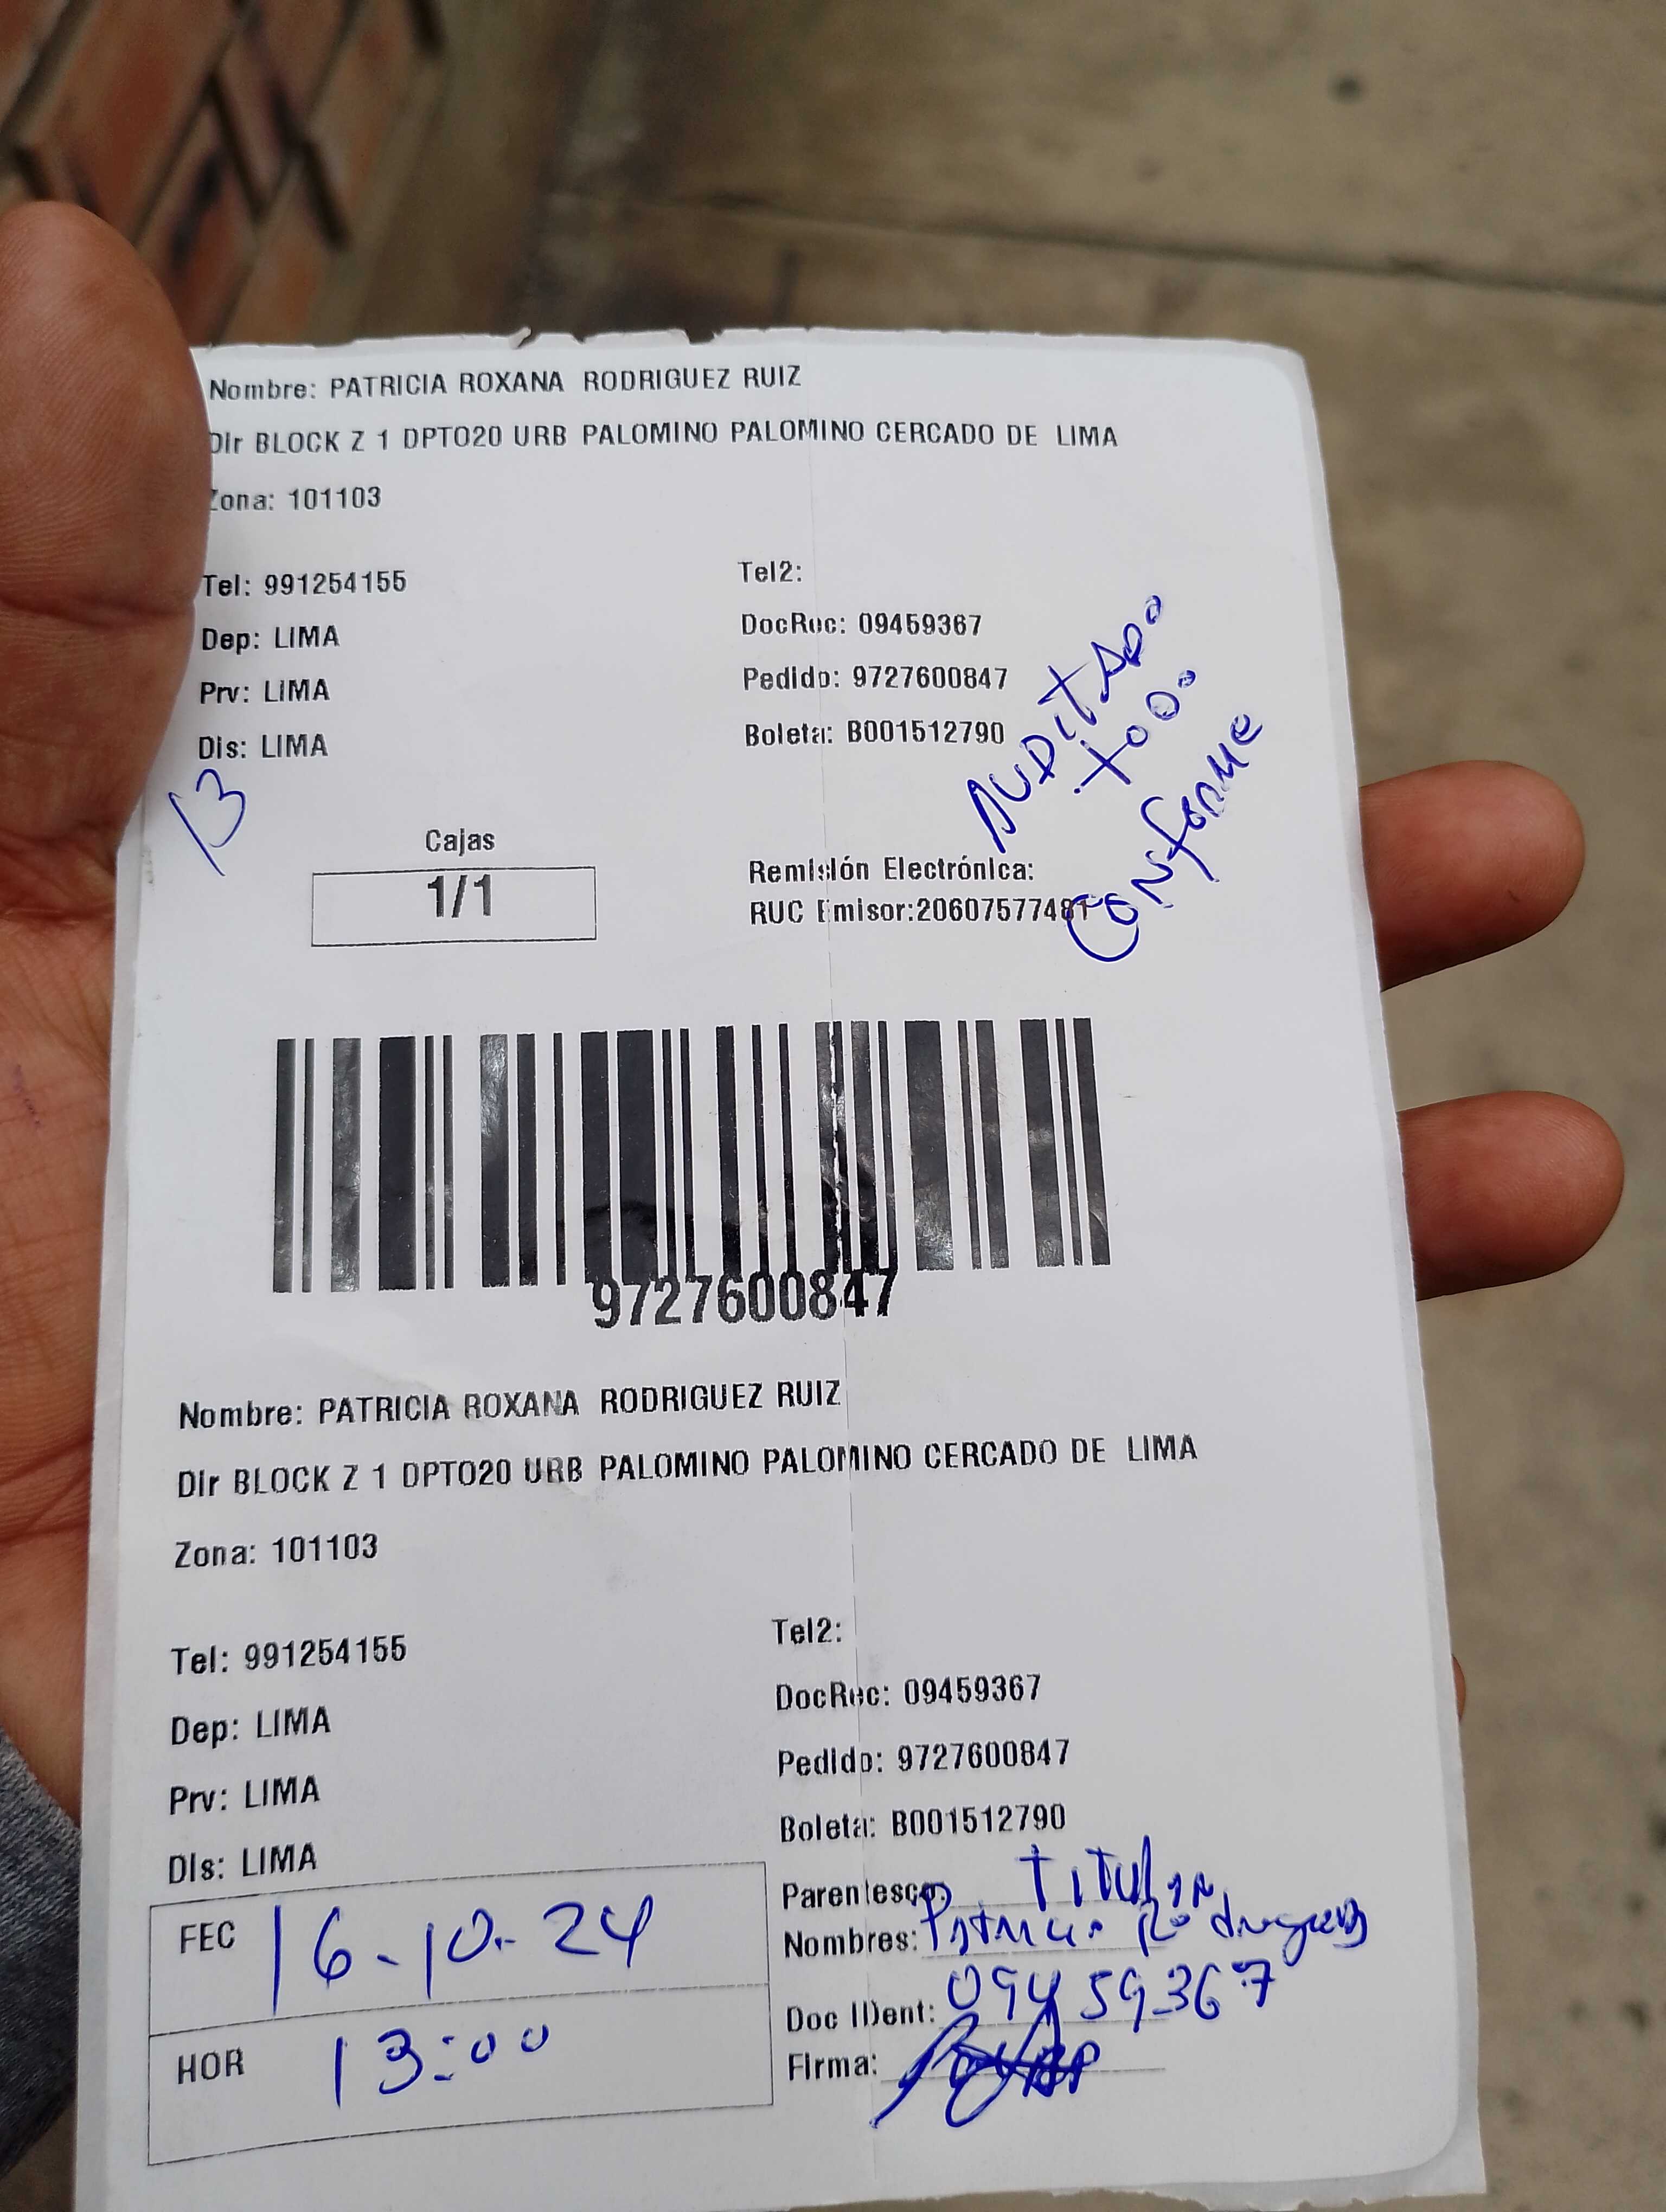 Nombre: PATRICIA ROXANA RODRIGUEZ RUIZ
Dir BLOCK Z 1 DPTO20 URB PALOMINO PALOMINO CERCADO DE LIMA
Zona: 101103
Tel: 991254155
Tel2:
Dep: LIMA
DocRec: 09459367
Prv: LIMA
Pedido: 9727600847
Dis: LIMA
Boleta: B001512790
13
AUDITADO
TODO
CONFORME
Cajas
1/1
Remisión Electrónica:
RUC Emisor:20607577481
9727600847
Nombre: PATRICIA ROXANA RODRIGUEZ RUIZ
Dir BLOCK Z 1 DPTO20 URB PALOMINO PALOMINO CERCADO DE LIMA
Zona: 101103
Tel: 991254155
Tel2:
Dep: LIMA
DocRec: 09459367
Prv: LIMA
Pedido: 9727600847
Dis: LIMA
Boleta: B001512790
FEC 16-10-24
HOR 13:00
Parentesco: Titular
Nombres: Patricia Rodriguez
Doc IDent: 09459367
Firma: